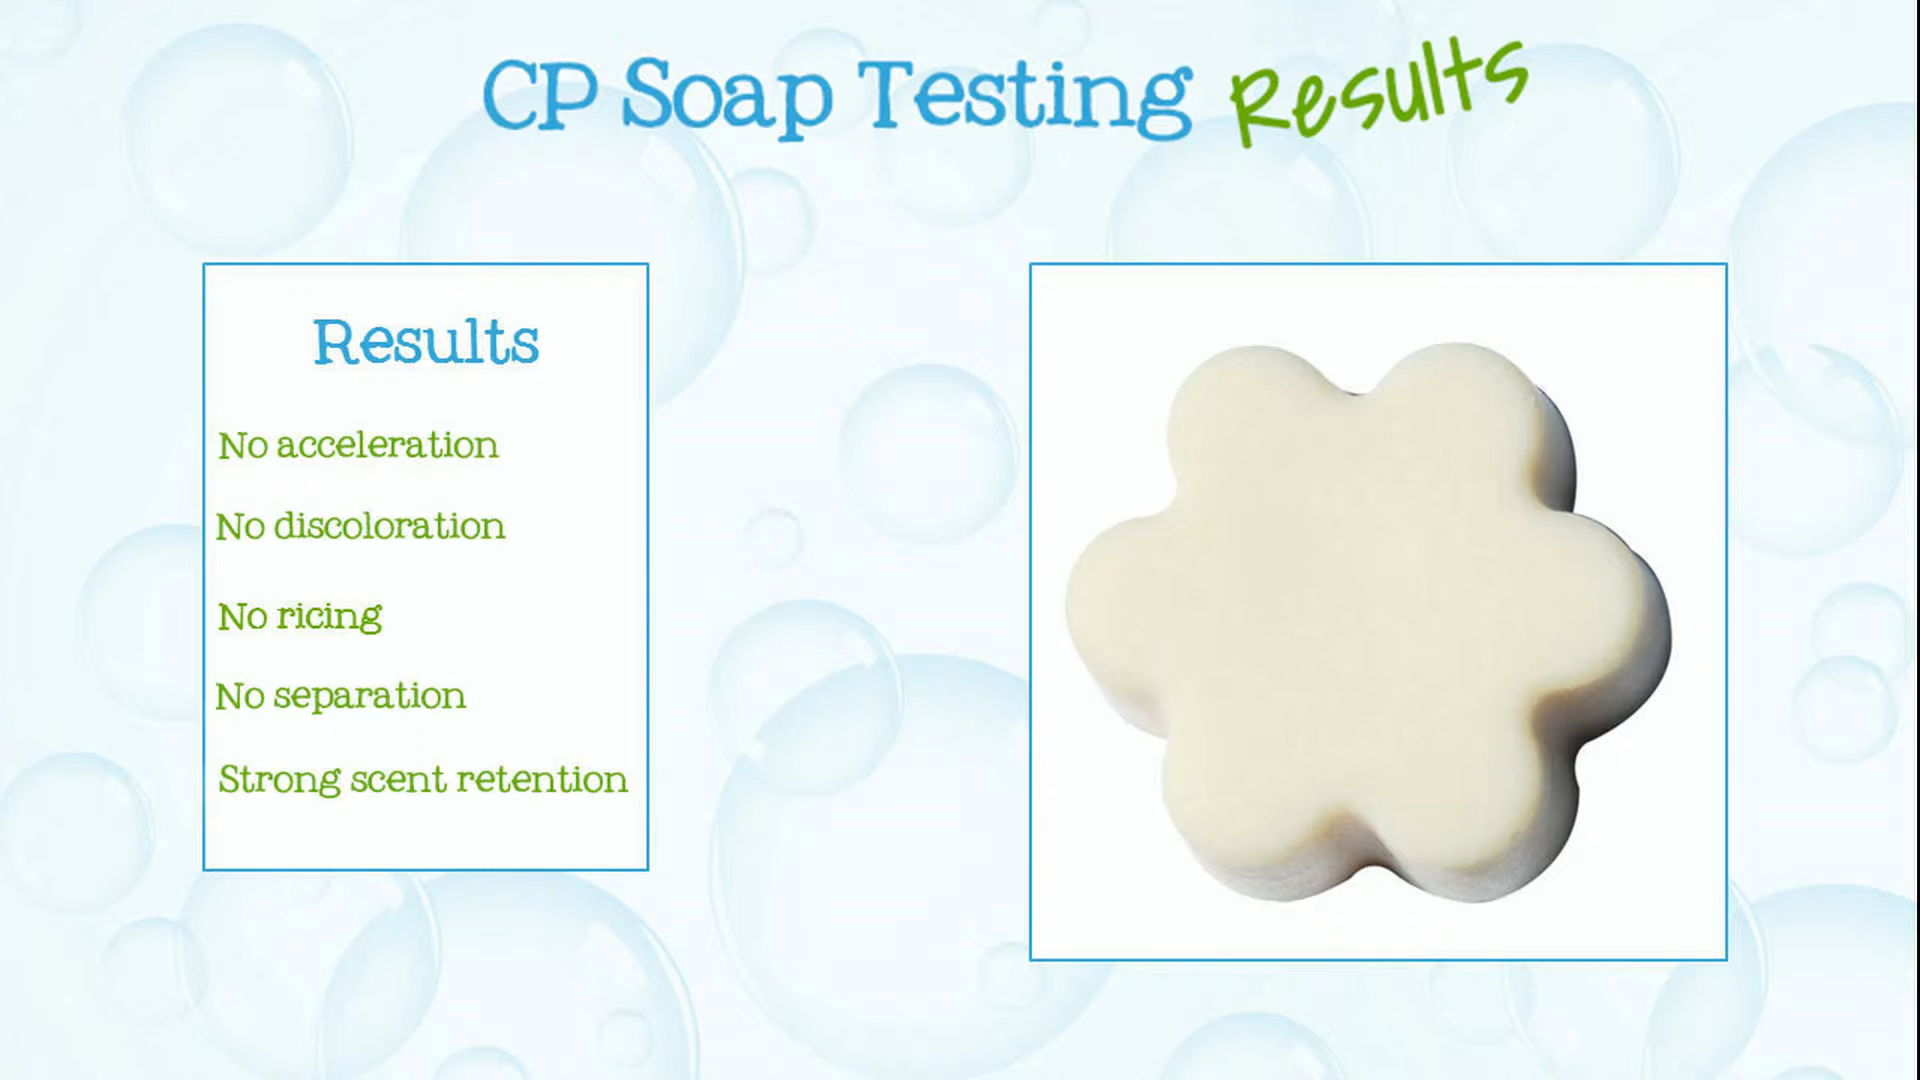 CP Soap Testing Results
Results
No acceleration
No discoloration
No ricing
No separation
Strong scent retention